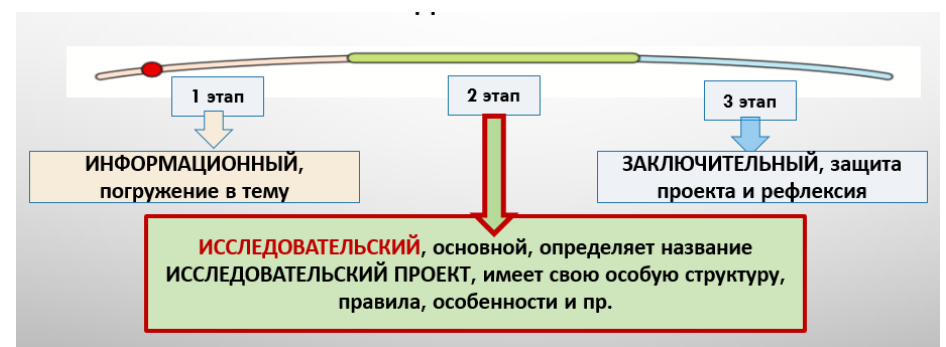 1 этап
2 этап
3 этап
ИНФОРМАЦИОННЫЙ,
погружение в тему
ЗАКЛЮЧИТЕЛЬНЫЙ, защита
проекта и рефлексия
ИССЛЕДОВАТЕЛЬСКИЙ, основной, определяет название
ИССЛЕДОВАТЕЛЬСКИЙ ПРОЕКТ, имеет свою особую структуру,
правила, особенности и пр.